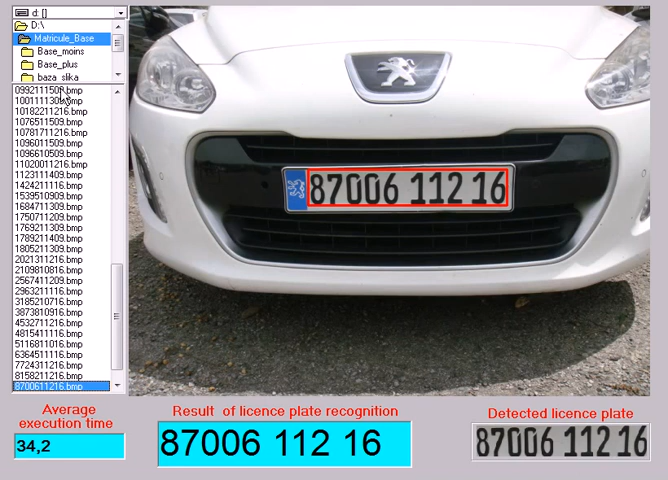 d: []
D:\
Matricule_Base
Base_moins
Base_plus
baza_slika
0992111509.bmp
10182211216.bmp
1076511509.bmp
10781711216.bmp
1096011509.bmp
1096610509.bmp
11020011216.bmp
1123111409.bmp
1424211116.bmp
1539510909.bmp
1684711309.bmp
1750711209.bmp
1769211309.bmp
1789211409.bmp
1805211309.bmp
2021311216.bmp
2109810816.bmp
2567411209.bmp
2963211116.bmp
3185210716.bmp
3873810916.bmp
4532711216.bmp
4815411116.bmp
5116811016.bmp
6364511116.bmp
7724311216.bmp
8158211216.bmp
8700611216.bmp
87006 112 16
Average
execution time
34,2
Result of licence plate recognition
87006 112 16
Detected licence plate
87006 112 16